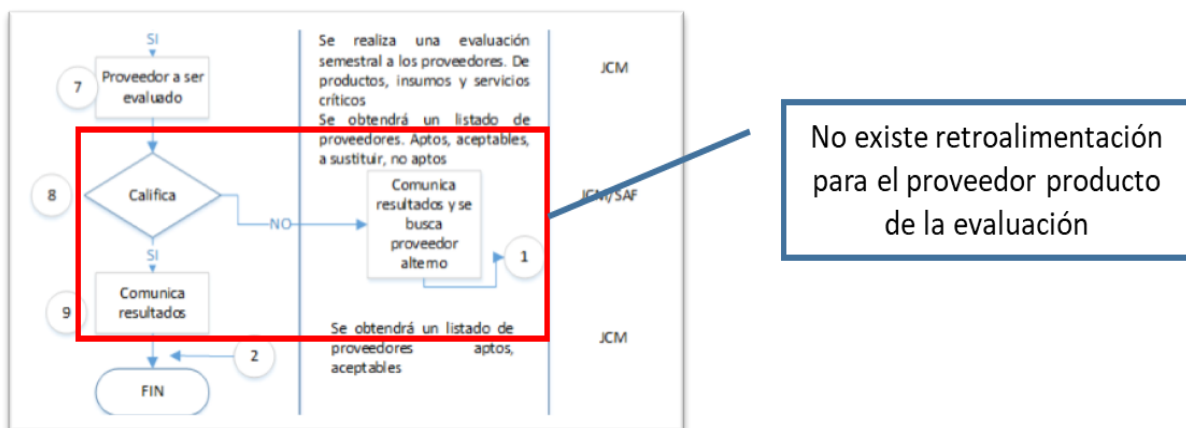 SI
7
Proveedor a ser
evaluado
Se realiza una evaluación
semestral a los proveedores. De
productos, insumos y servicios
críticos
Se obtendrá un listado de
proveedores. Aptos, aceptables,
a sustituir, no aptos
JCM
8
Califica
NO
Comunica
resultados y se
busca
proveedor
alterno
1
JCM/SAF
SI
9
Comunica
resultados
Se obtendrá un listado de
proveedores aptos,
aceptables
JCM
2
FIN
No existe retroalimentación
para el proveedor producto
de la evaluación